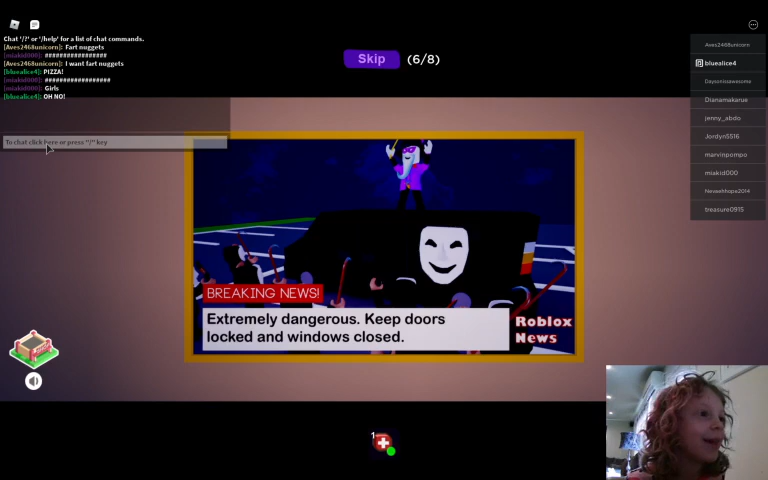 Chat '/?' or '/help' for a list of chat commands.
[Aves2468unicorn]: Fart nuggets
[miakid000]: ################
[Aves2468unicorn]: I want fart nuggets
[bluealice4]: PIZZA!
[miakid000]: #################
[miakid000]: Girls
[bluealice4]: OH NO!
To chat click here or press "/" key
Skip (6/8)
Aves2468unicorn
bluealice4
Daysonisawesome
Dianamakarue
jenny_abdo
Jordyn5516
marvinpompo
miakid000
Nevaehhope2014
treasure0915
BREAKING NEWS!
Extremely dangerous. Keep doors
locked and windows closed.
Roblox
News
1